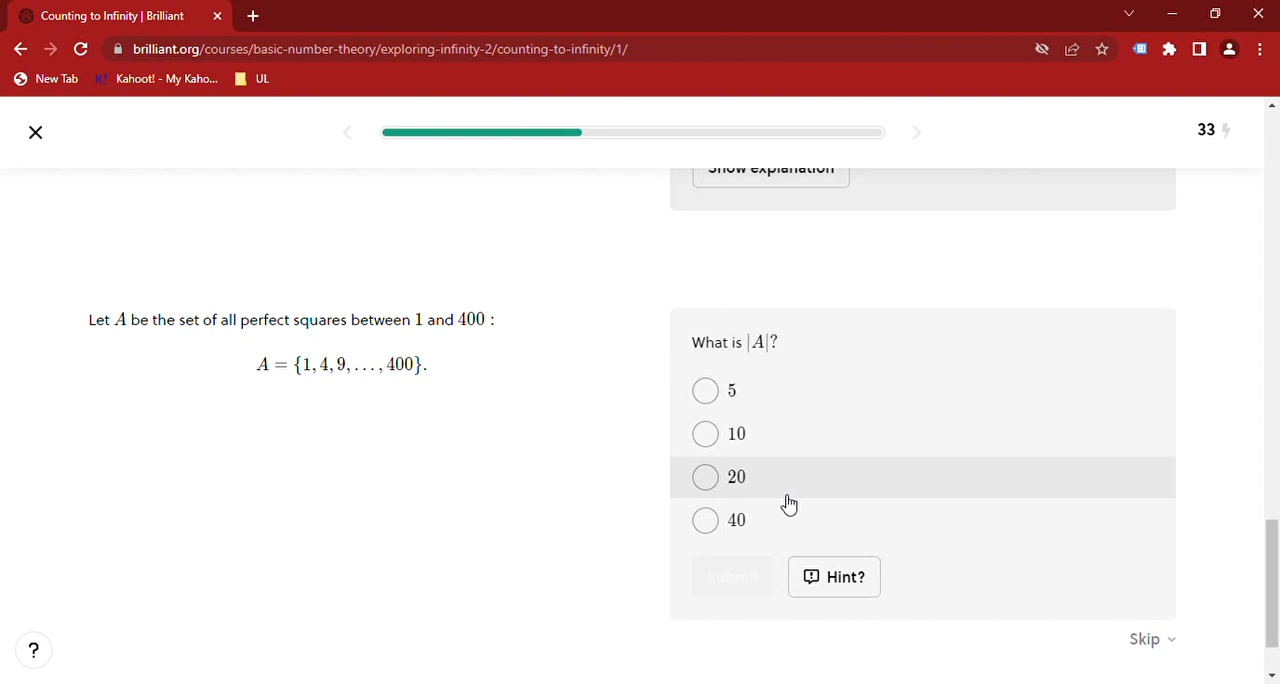 Counting to Infinity | Brilliant
brilliant.org/courses/basic-number-theory/exploring-infinity-2/counting-to-infinity/1/
New Tab
K! Kahoot! - My Kaho...
UL
33
Show explanation
Let A be the set of all perfect squares between 1 and 400 :
A = {1, 4, 9, . . . , 400}.
What is |A|?
5
10
20
40
Submit
Hint?
Skip
?